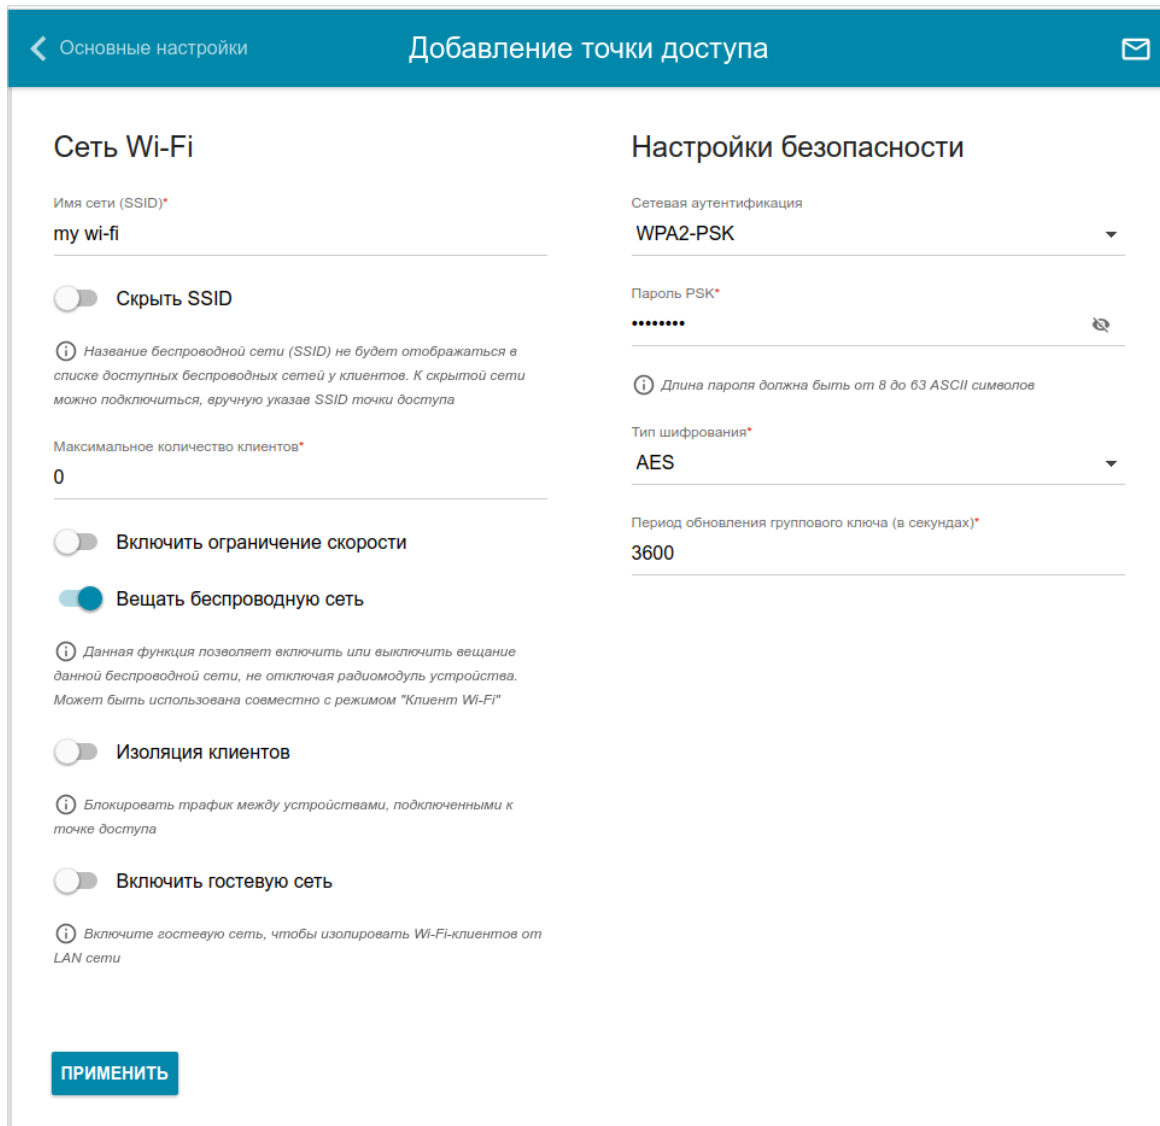 Основные настройки
Добавление точки доступа
Сеть Wi-Fi
Имя сети (SSID)*
my wi-fi
Скрыть SSID
Название беспроводной сети (SSID) не будет отображаться в
списке доступных беспроводных сетей у клиентов. К скрытой сети
можно подключиться, вручную указав SSID точки доступа
Максимальное количество клиентов*
0
Включить ограничение скорости
Вещать беспроводную сеть
Данная функция позволяет включить или выключить вещание
данной беспроводной сети, не отключая радиомодуль устройства.
Может быть использована совместно с режимом "Клиент Wi-Fi"
Изоляция клиентов
Блокировать трафик между устройствами, подключенными к
точке доступа
Включить гостевую сеть
Включите гостевую сеть, чтобы изолировать Wi-Fi-клиентов от
LAN сети
ПРИМЕНИТЬ
Настройки безопасности
Сетевая аутентификация
WPA2-PSK
Пароль PSK*
••••••••
Длина пароля должна быть от 8 до 63 ASCII символов
Тип шифрования*
AES
Период обновления группового ключа (в секундах)*
3600